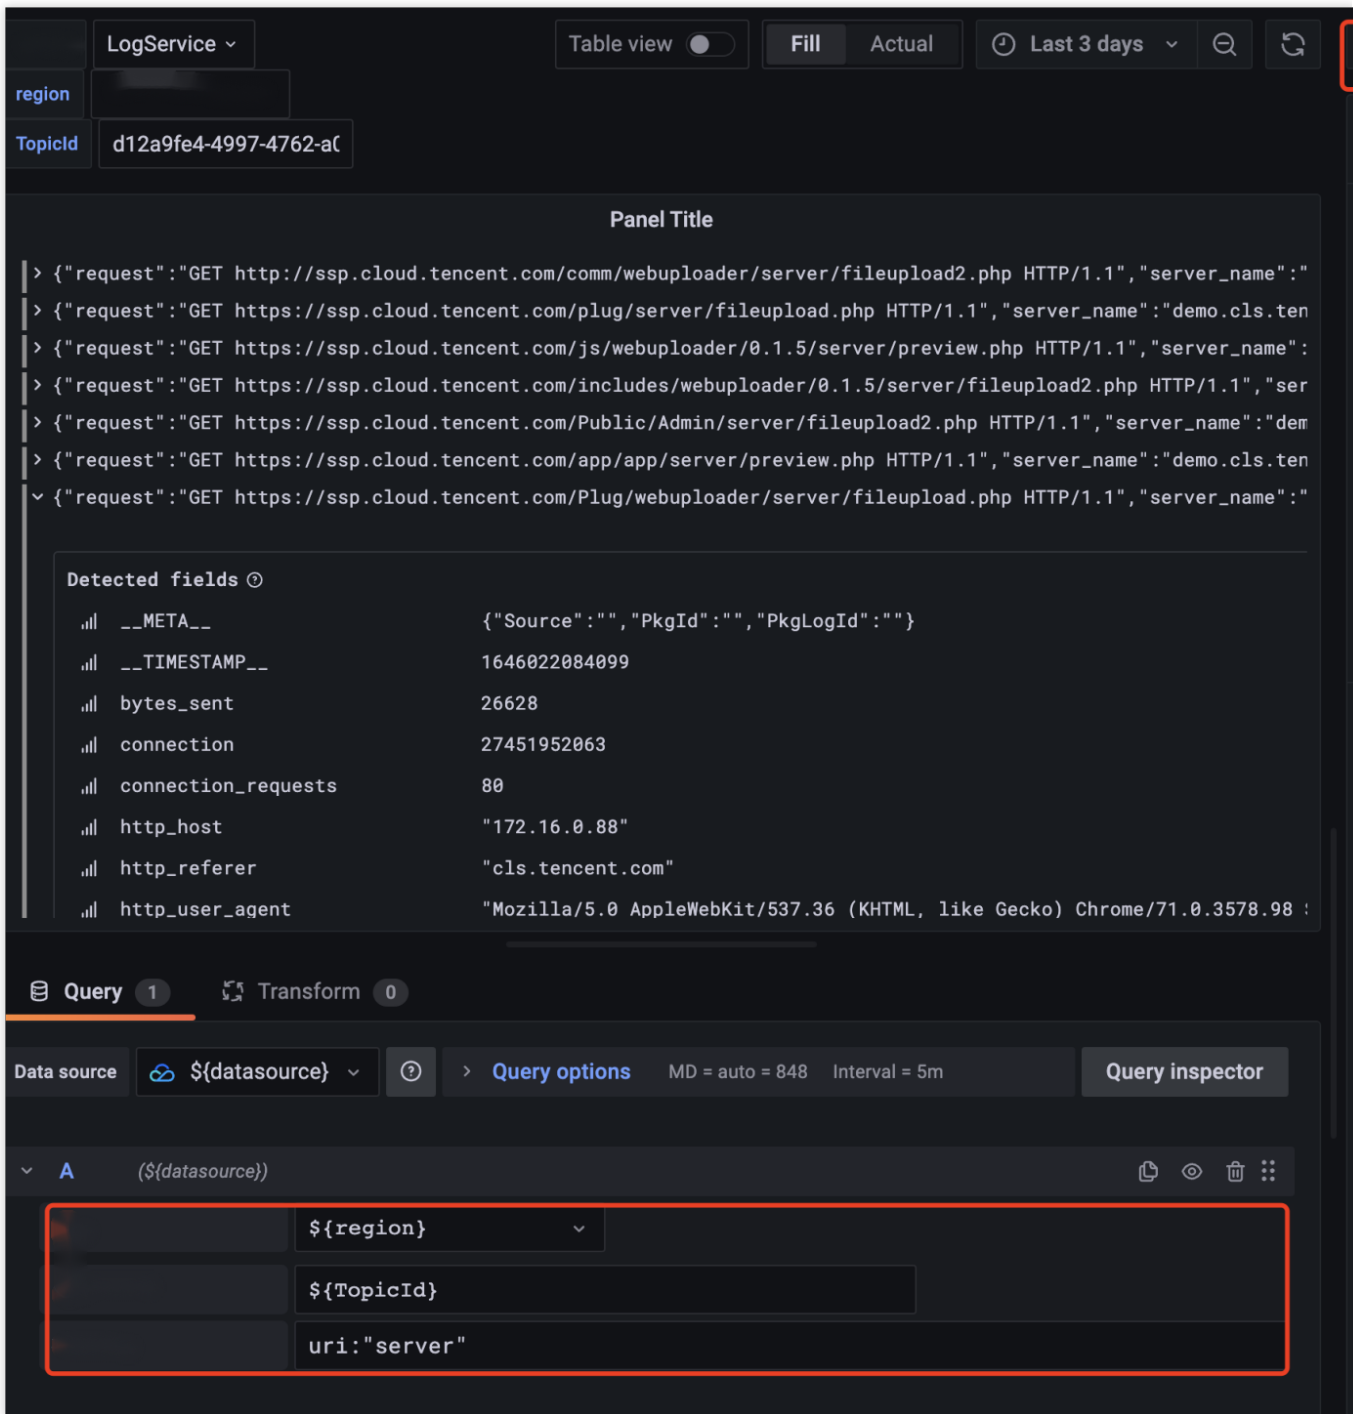 LogService
Table view
Fill
Actual
Last 3 days
region
TopicId
d12a9fe4-4997-4762-a
Panel Title
{"request":"GET http://ssp.cloud.tencent.com/comm/webuploader/server/fileupload2.php HTTP/1.1","server_name":"
{"request":"GET https://ssp.cloud.tencent.com/plug/server/fileupload.php HTTP/1.1","server_name":"demo.cls.ten
{"request":"GET https://ssp.cloud.tencent.com/js/webuploader/0.1.5/server/preview.php HTTP/1.1","server_name":
{"request":"GET https://ssp.cloud.tencent.com/includes/webuploader/0.1.5/server/fileupload2.php HTTP/1.1","ser
{"request":"GET https://ssp.cloud.tencent.com/Public/Admin/server/fileupload2.php HTTP/1.1","server_name":"dem
{"request":"GET https://ssp.cloud.tencent.com/app/app/server/preview.php HTTP/1.1","server_name":"demo.cls.ten
{"request":"GET https://ssp.cloud.tencent.com/Plug/webuploader/server/fileupload.php HTTP/1.1","server_name":"
Detected fields
__META__ {"Source":"","PkgId":"","PkgLogId":""}
__TIMESTAMP__ 1646022084099
bytes_sent 26628
connection 27451952063
connection_requests 80
http_host "172.16.0.88"
http_referer "cls.tencent.com"
http_user_agent "Mozilla/5.0 AppleWebKit/537.36 (KHTML, like Gecko) Chrome/71.0.3578.98
Query 1
Transform 0
Data source
${datasource}
Query options
MD = auto = 848
Interval = 5m
Query inspector
A
(${datasource})
${region}
${TopicId}
uri:"server"